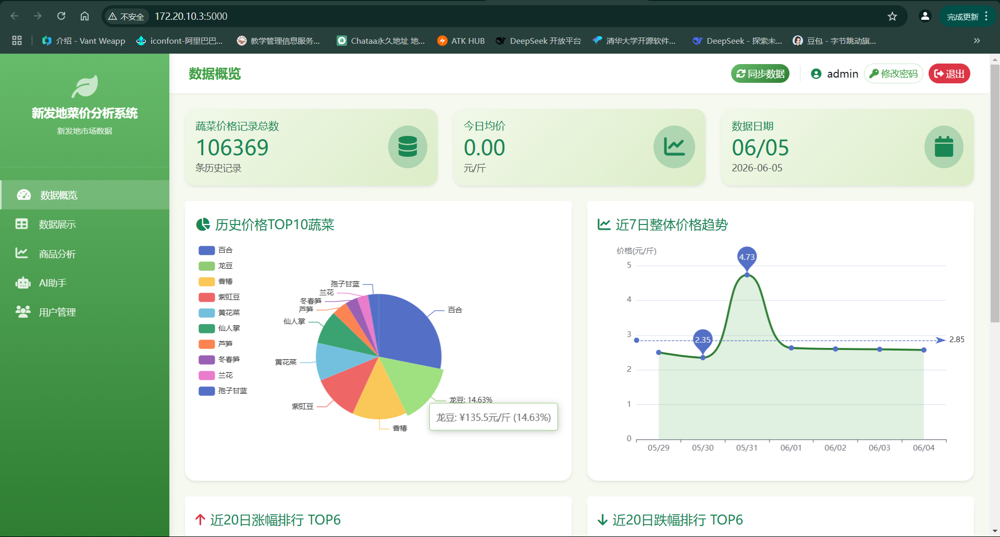 不安全
172.20.10.3:5000
完成更新
介绍 - Vant Weapp
iconfont-阿里巴巴...
教学管理信息服务...
Chataa永久地址 地...
ATK HUB
DeepSeek 开放平台
清华大学开源软件...
DeepSeek - 探索未...
豆包 - 字节跳动旗...
新发地菜价分析系统
新发地市场数据
数据概览
数据展示
商品分析
AI助手
用户管理
数据概览
同步数据
admin
修改密码
退出
蔬菜价格记录总数
106369
条历史记录
今日均价
0.00
元/斤
数据日期
06/05
2026-06-05
历史价格TOP10蔬菜
百合
龙豆
香椿
紫豇豆
黄花菜
仙人掌
芦笋
冬春笋
兰花
孢子甘蓝
孢子甘蓝
兰花
冬春笋
芦笋
仙人掌
黄花菜
紫豇豆
香椿
百合
龙豆: 14.63%
龙豆: ¥135.5元/斤 (14.63%)
近7日整体价格趋势
价格(元/斤)
5
4
3
2
1
0
4.73
2.35
2.85
05/29
05/30
05/31
06/01
06/02
06/03
06/04
近20日涨幅排行 TOP6
近20日跌幅排行 TOP6